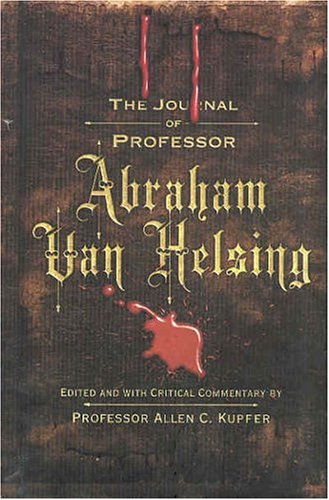 The Journal
of
Professor
Abraham
Van Helsing
Edited and with Critical Commentary by
Professor Allen C. Kupfer